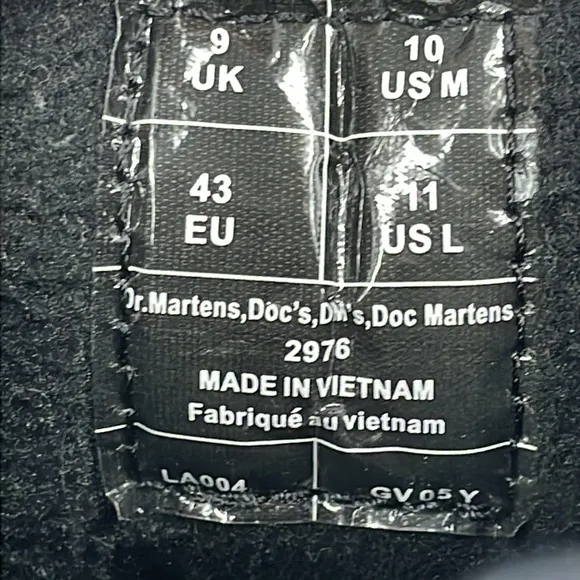 9 10
UK US M
43 11
EU US L
Dr.Martens,Doc's,DM's,Doc Martens
2976
MADE IN VIETNAM
Fabriqué au vietnam
LA004 GV 05 Y